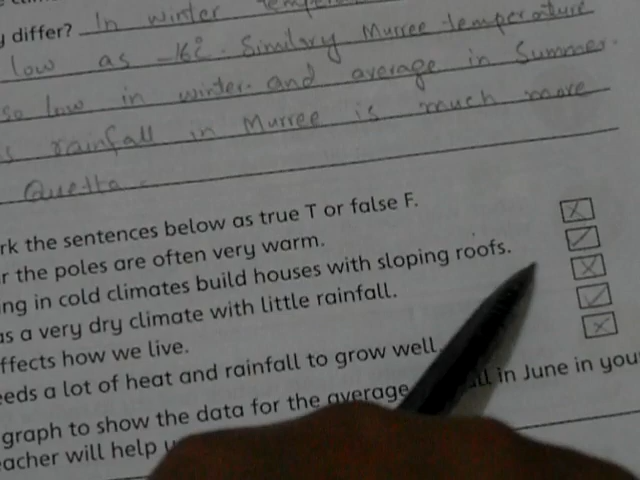 y differ? In winter
low as -16°. Similary Murree temperature
so low in winter. and average in Summer.
s rainfall in Murree is much more
Quetta.
rk the sentences below as true T or false F.
r the poles are often very warm.
ng in cold climates build houses with sloping roofs.
as a very dry climate with little rainfall.
ffects how we live.
eeds a lot of heat and rainfall to grow well.
graph to show the data for the average ll in June in you
eacher will help